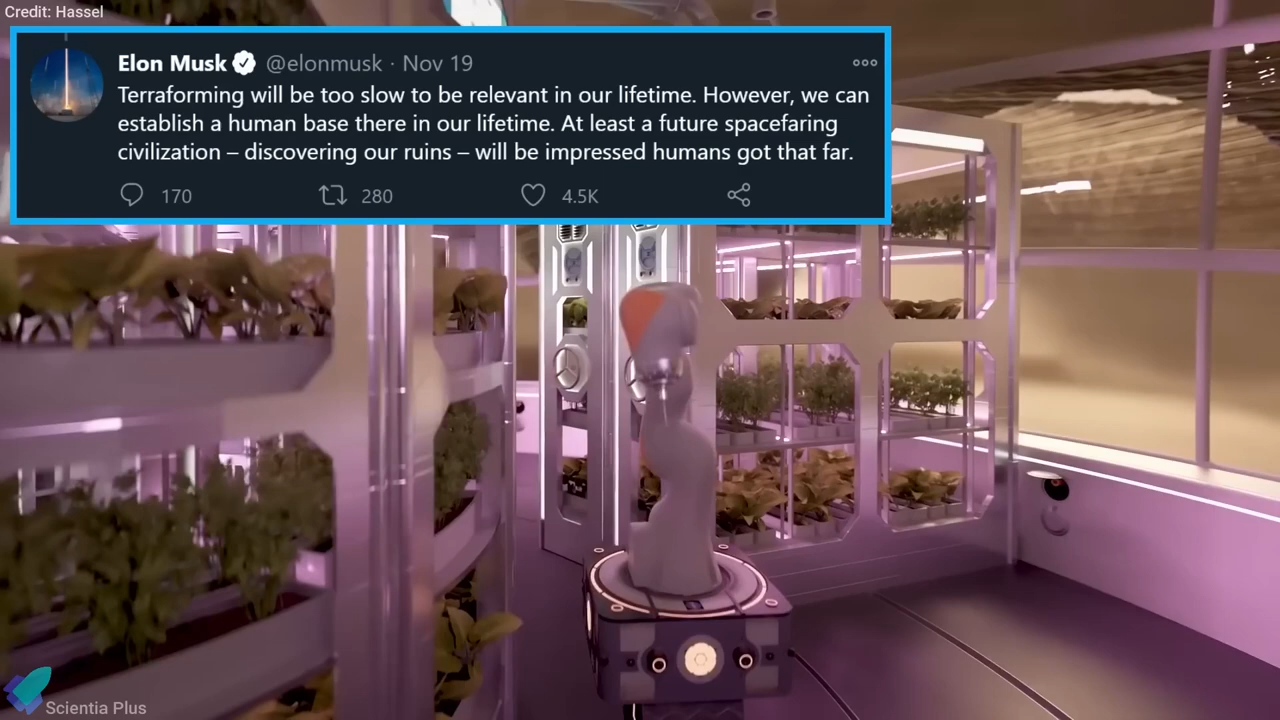 Credit: Hassel
Elon Musk @elonmusk · Nov 19
Terraforming will be too slow to be relevant in our lifetime. However, we can
establish a human base there in our lifetime. At least a future spacefaring
civilization – discovering our ruins – will be impressed humans got that far.
170 280 4.5K
Scientia Plus